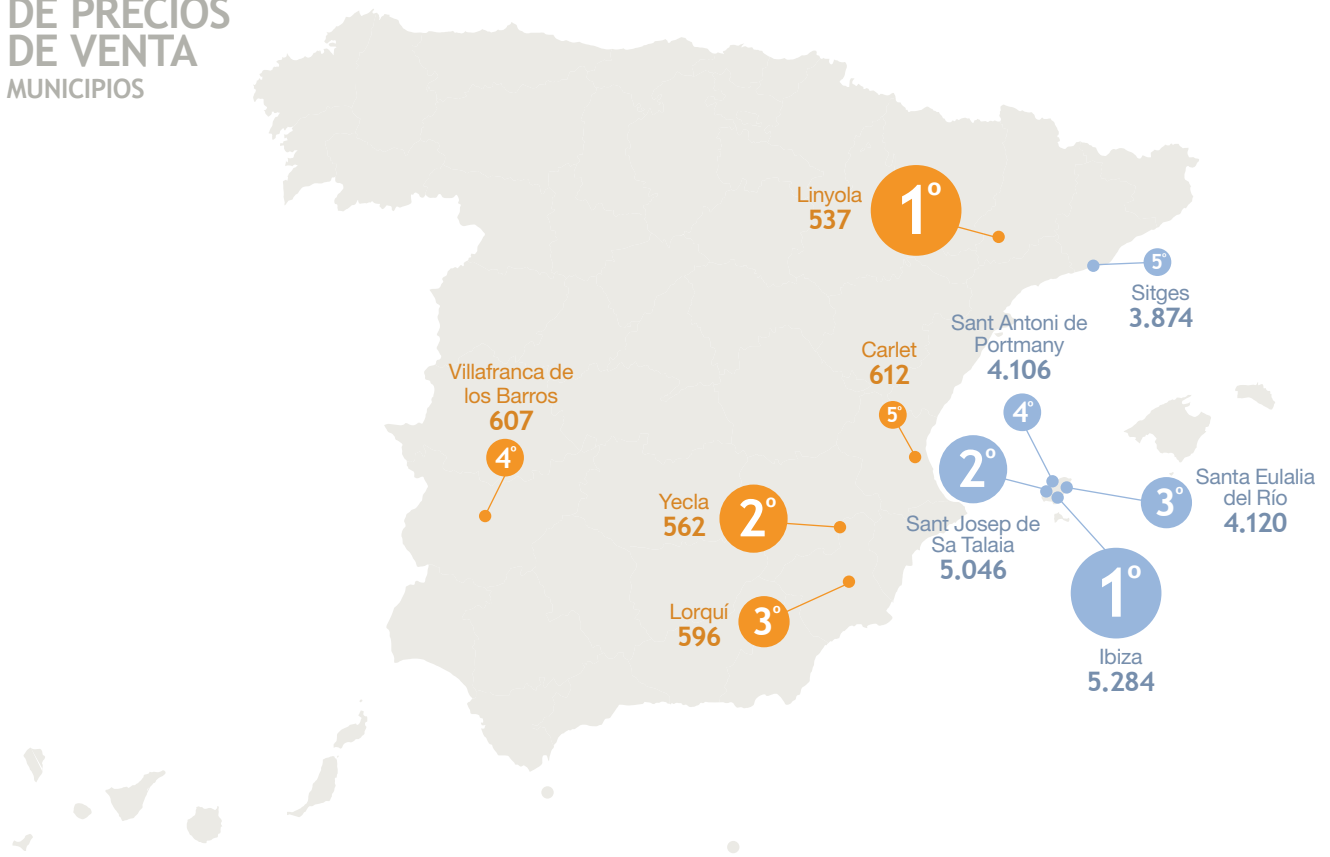 DE PRECIOS
DE VENTA
MUNICIPIOS
Linyola
537
1º
5º
Sitges
3.874
Sant Antoni de
Portmany
4.106
4º
Carlet
612
5º
Villafranca de
los Barros
607
4º
2º
Sant Josep de
Sa Talaia
5.046
3º
Santa Eulalia
del Río
4.120
Yecla
562
2º
Lorquí
596
3º
1º
Ibiza
5.284